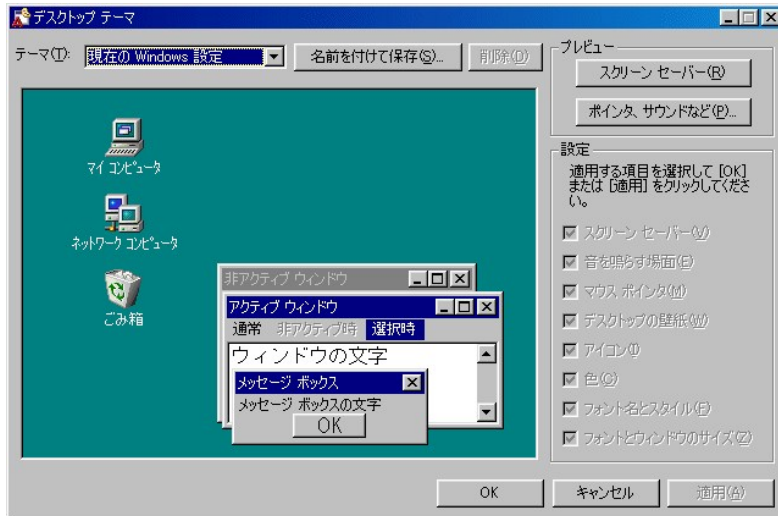 デスクトップ テーマ
テーマ(T): 現在の Windows 設定 名前を付けて保存(S)... 削除(D)
プレビュー
スクリーン セーバー(R)
ポインタ、サウンドなど(P)...
マイ コンピュータ
ネットワーク コンピュータ
ごみ箱
非アクティブ ウィンドウ
アクティブ ウィンドウ
通常 非アクティブ時 選択時
ウィンドウの文字
メッセージ ボックス
メッセージ ボックスの文字
OK
設定
適用する項目を選択して [OK]
または [適用] をクリックしてくださ
い。
スクリーン セーバー(V)
音を鳴らす場面(E)
マウス ポインタ(M)
デスクトップの壁紙(W)
アイコン(I)
色(C)
フォント名とスタイル(F)
フォントとウィンドウのサイズ(Z)
OK キャンセル 適用(A)